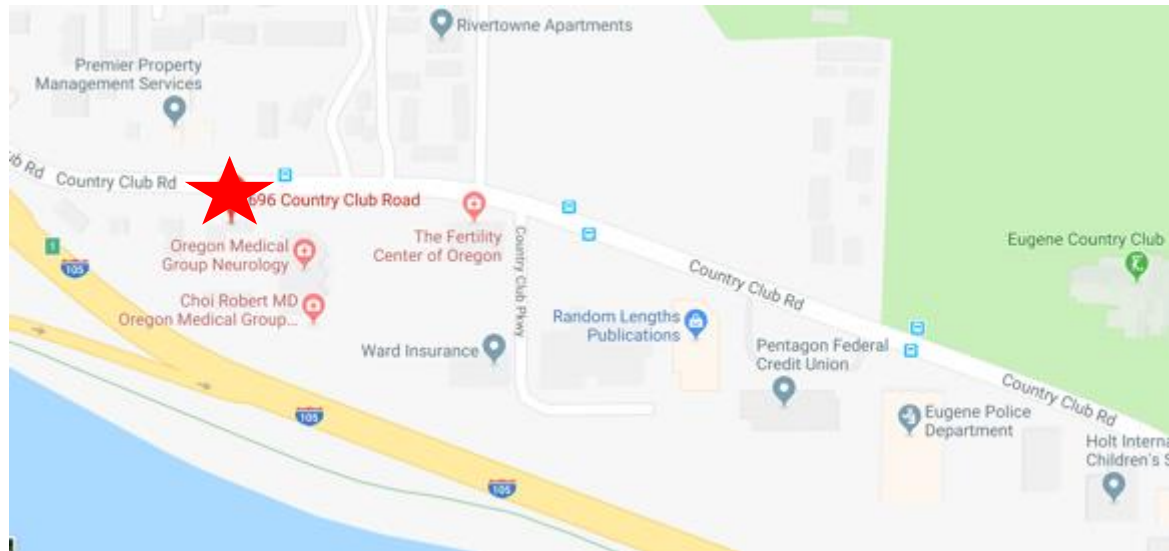 Rivertowne Apartments
Premier Property
Management Services
Rd
Country Club Rd
696 Country Club Road
Oregon Medical
Group Neurology
The Fertility
Center of Oregon
Country Club Pkwy
Eugene Country Club
1
105
Country Club Rd
Choi Robert MD
Oregon Medical Group...
Random Lengths
Publications
Ward Insurance
Pentagon Federal
Credit Union
Country Club Rd
105
Eugene Police
Department
Holt Interna
Children's S
105